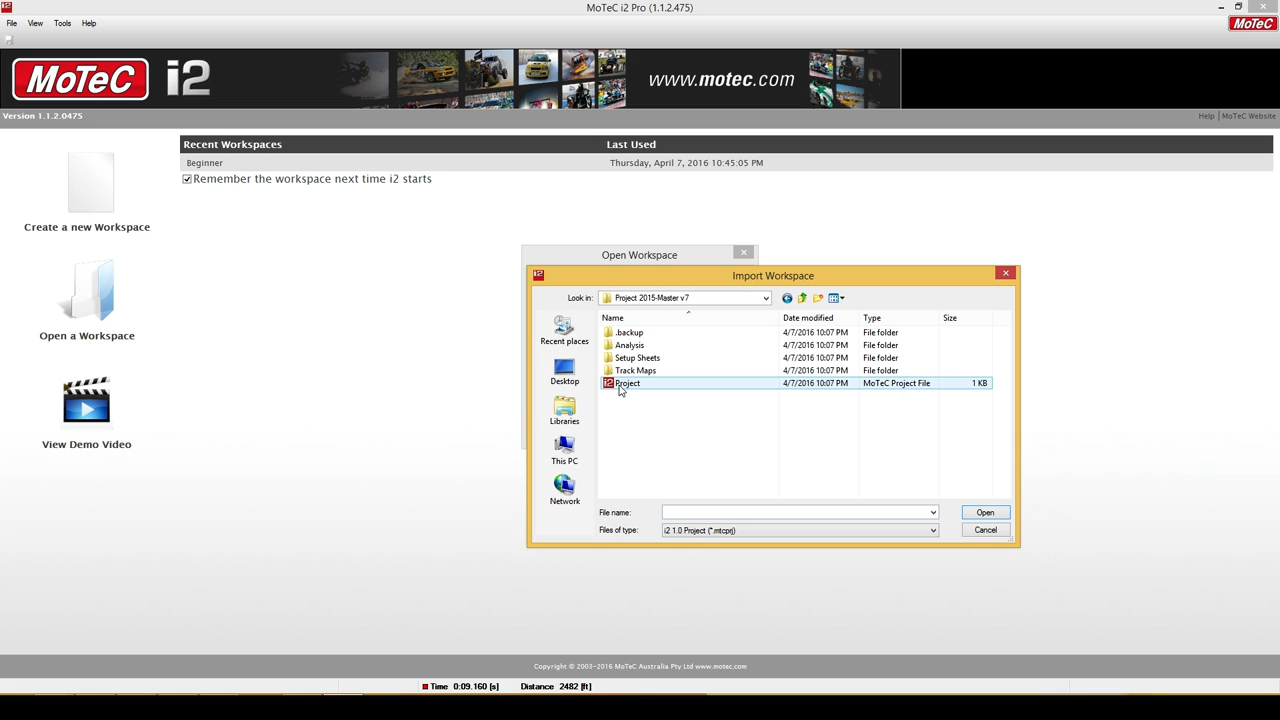 MoTeC i2 Pro (1.1.2.475)
File View Tools Help
MoTeC
MoTeC i2
www.motec.com
Version 1.1.2.0475
Help | MoTeC Website
Recent Workspaces Last Used
Beginner Thursday, April 7, 2016 10:45:05 PM
Remember the workspace next time i2 starts
Create a new Workspace
Open a Workspace
View Demo Video
Open Workspace
i2 Import Workspace
Look in: Project 2015-Master v7
Name Date modified Type Size
.backup 4/7/2016 10:07 PM File folder
Analysis 4/7/2016 10:07 PM File folder
Setup Sheets 4/7/2016 10:07 PM File folder
Track Maps 4/7/2016 10:07 PM File folder
Project 4/7/2016 10:07 PM MoTeC Project File 1 KB
Recent places
Desktop
Libraries
This PC
Network
File name: Open
Files of type: i2 1.0 Project (*.mtcprj) Cancel
Copyright © 2003-2016 MoTeC Australia Pty Ltd www.motec.com
Time 0:09.160 [s] Distance 2482 [ft]